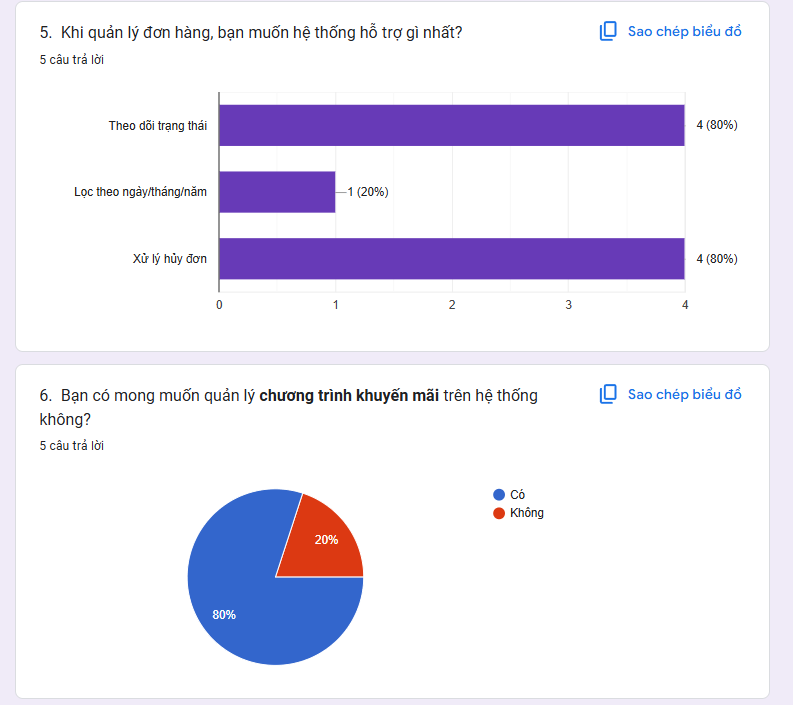 5. Khi quản lý đơn hàng, bạn muốn hệ thống hỗ trợ gì nhất?
Sao chép biểu đồ
5 câu trả lời
Theo dõi trạng thái
4 (80%)
Lọc theo ngày/tháng/năm
1 (20%)
Xử lý hủy đơn
4 (80%)
0 1 2 3 4
6. Bạn có mong muốn quản lý chương trình khuyến mãi trên hệ thống
không?
Sao chép biểu đồ
5 câu trả lời
Có
Không
20%
80%